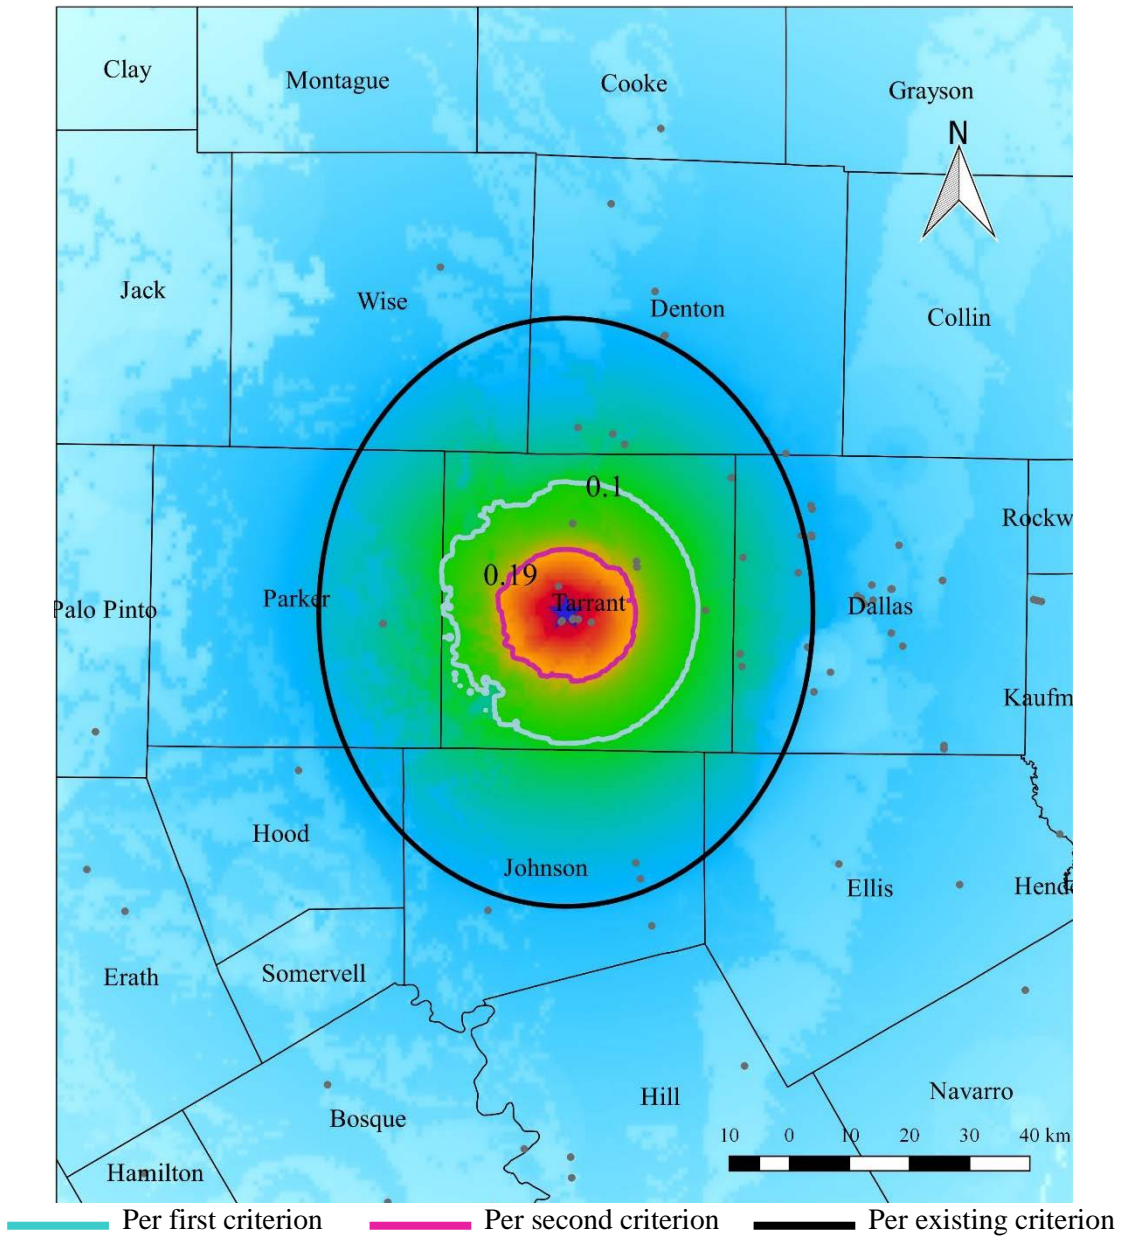 Clay
Montague
Cooke
Grayson
N
Jack
Wise
Denton
Collin
0.1
Rockw
0.19
Palo Pinto
Parker
Tarrant
Dallas
Kaufm
Hood
Johnson
Ellis
Hende
Erath
Somervell
Bosque
Hill
Navarro
10 0 10 20 30 40 km
Hamilton
Per first criterion Per second criterion Per existing criterion